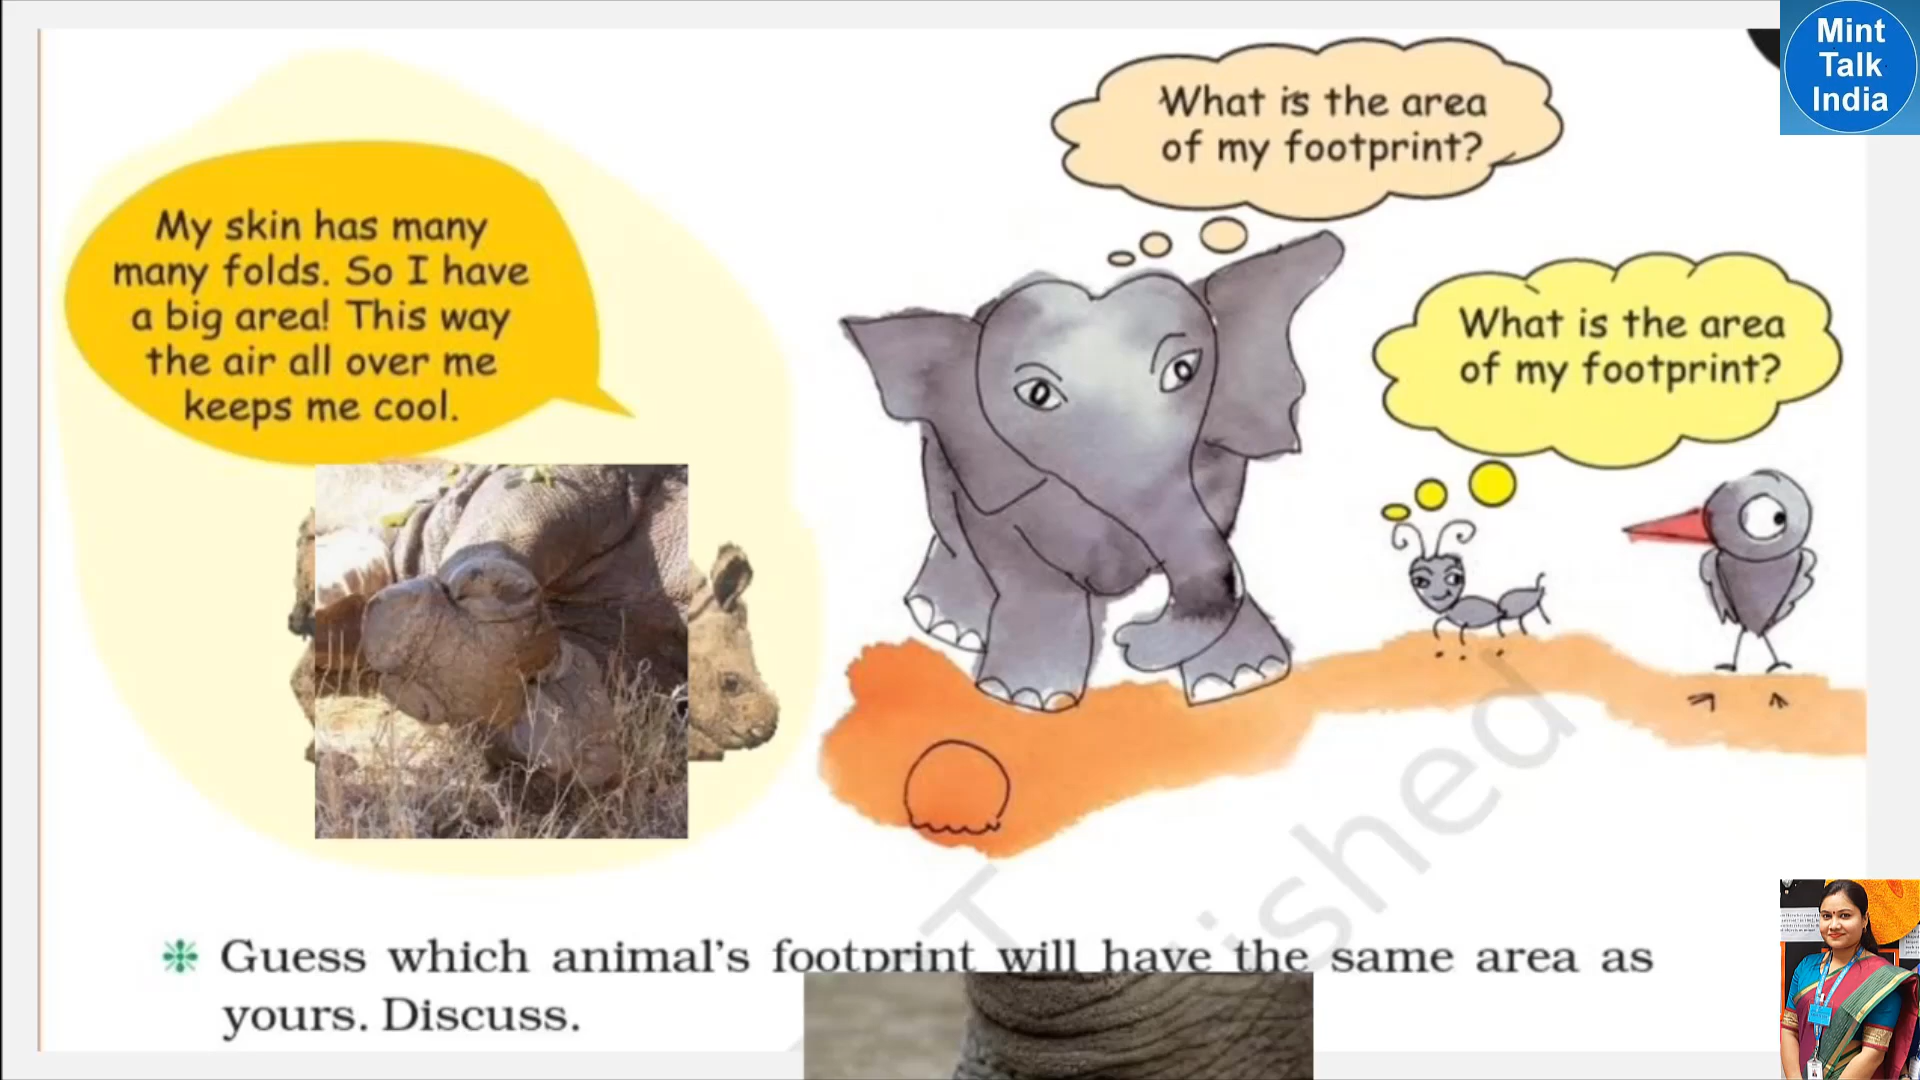 Mint
Talk
India
What is the area
of my footprint?
My skin has many
many folds. So I have
a big area! This way
the air all over me
keeps me cool.
What is the area
of my footprint?
Guess which animal's footprint will have the same area as
yours. Discuss.